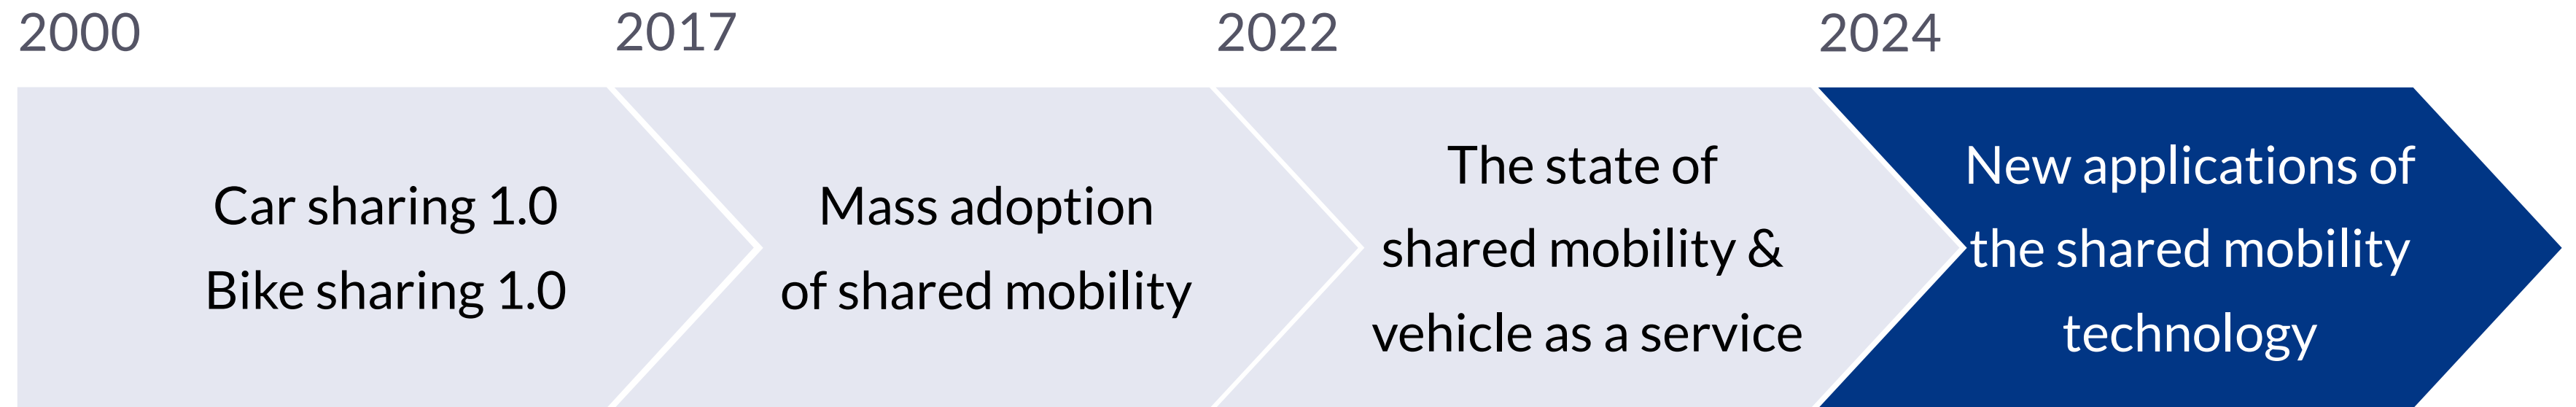 2000
Car sharing 1.0
Bike sharing 1.0
2017
Mass adoption
of shared mobility
2022
The state of
shared mobility &
vehicle as a service
2024
New applications of
the shared mobility
technology